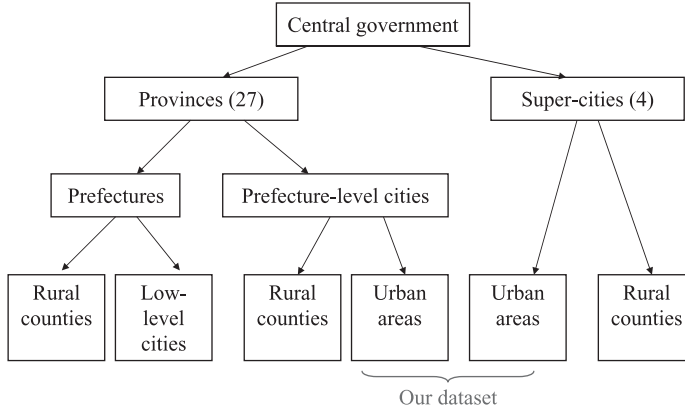 Central government
Provinces (27)
Super-cities (4)
Prefectures
Prefecture-level cities
Rural
counties
Low-
level
cities
Rural
counties
Urban
areas
Urban
areas
Rural
counties
Our dataset